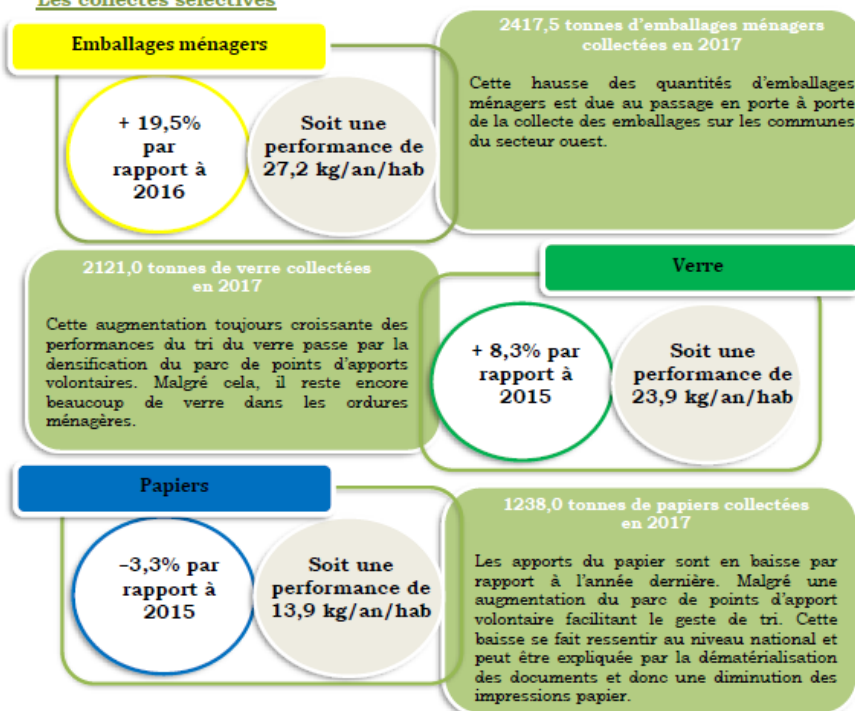 Les collectes sélectives
Emballages ménagers
+ 19,5%
par
rapport à
2016
Soit une
performance de
27,2 kg/an/hab
2417,5 tonnes d'emballages ménagers
collectées en 2017
Cette hausse des quantités d'emballages
ménagers est due au passage en porte à porte
de la collecte des emballages sur les communes
du secteur ouest.
2121,0 tonnes de verre collectées
en 2017
Cette augmentation toujours croissante des
performances du tri du verre passe par la
densification du parc de points d'apports
volontaires. Malgré cela, il reste encore
beaucoup de verre dans les ordures
ménagères.
Verre
+ 8,3% par
rapport à
2015
Soit une
performance de
23,9 kg/an/hab
Papiers
-3,3% par
rapport à
2015
Soit une
performance de
13,9 kg/an/hab
1238,0 tonnes de papiers collectées
en 2017
Les apports du papier sont en baisse par
rapport à l'année dernière. Malgré une
augmentation du parc de points d'apport
volontaire facilitant le geste de tri. Cette
baisse se fait ressentir au niveau national et
peut être expliquée par la dématérialisation
des documents et donc une diminution des
impressions papier.